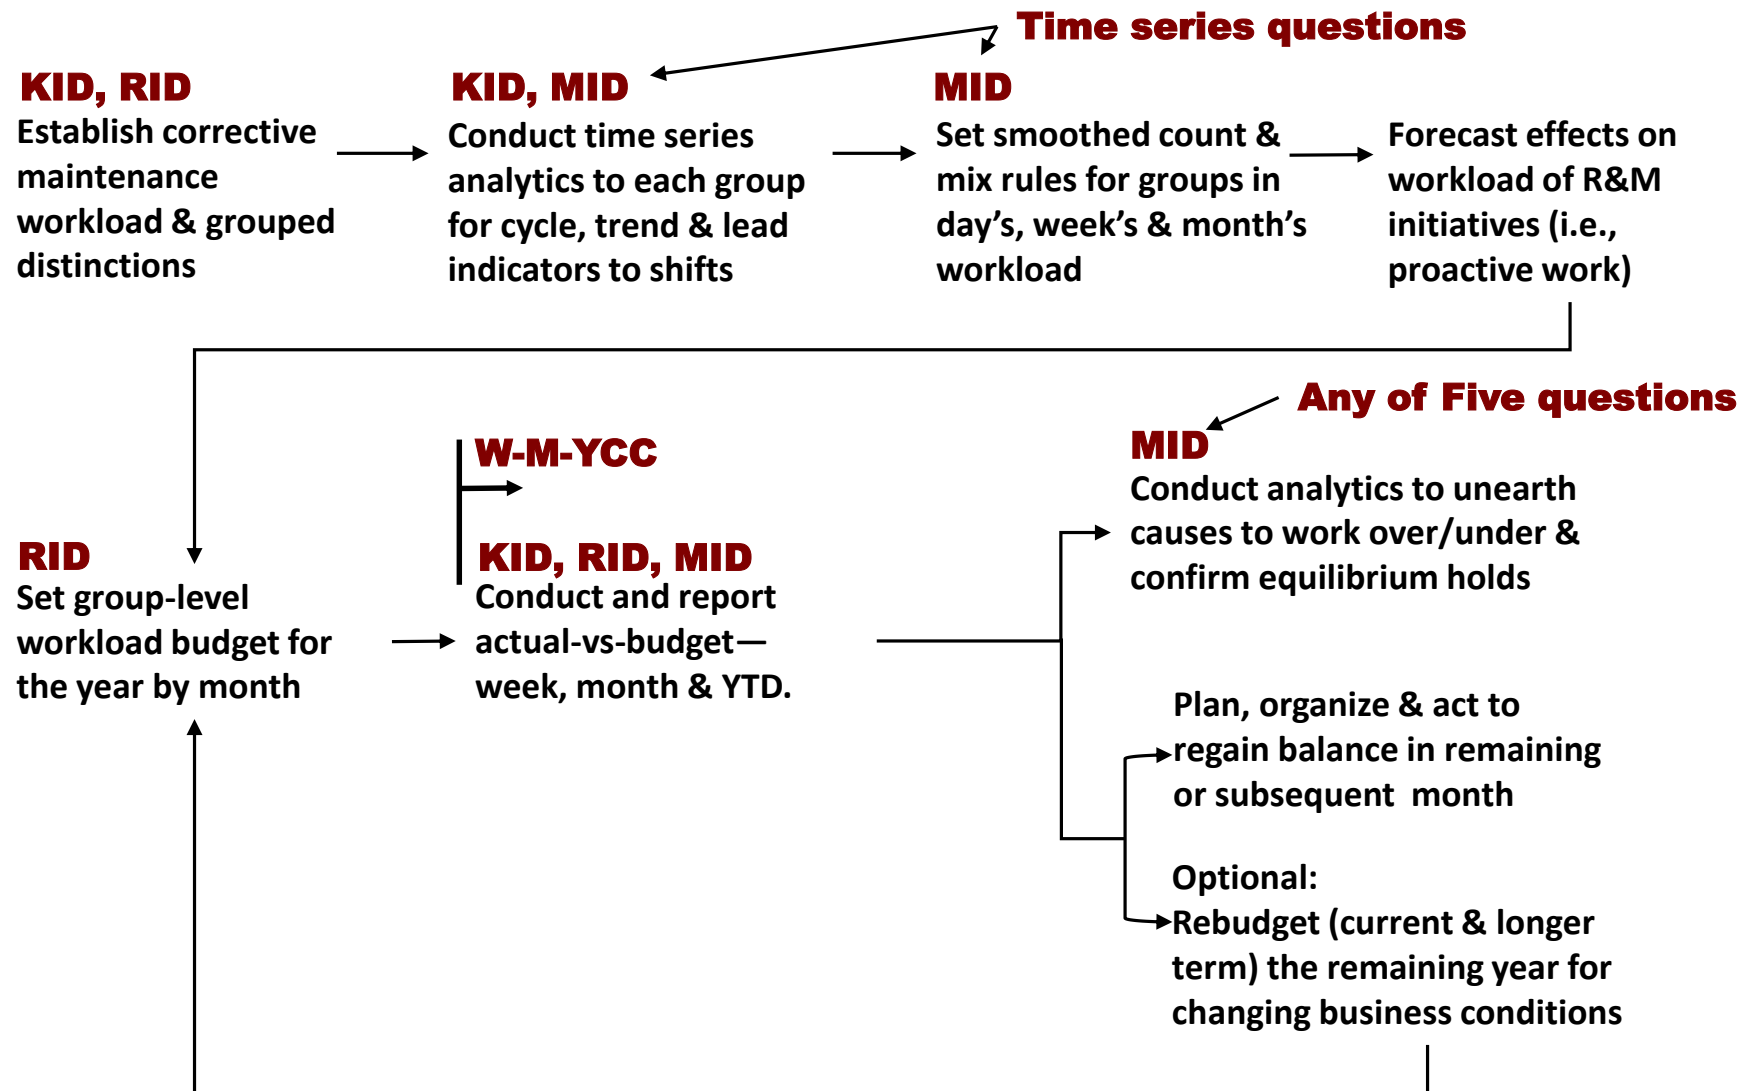 Time series questions
KID, RID
Establish corrective
maintenance
workload & grouped
distinctions
KID, MID
Conduct time series
analytics to each group
for cycle, trend & lead
indicators to shifts
MID
Set smoothed count &
mix rules for groups in
day’s, week’s & month’s
workload
Forecast effects on
workload of R&M
initiatives (i.e.,
proactive work)
RID
Set group-level
workload budget for
the year by month
W-M-YCC
KID, RID, MID
Conduct and report
actual-vs-budget—
week, month & YTD.
Any of Five questions
MID
Conduct analytics to unearth
causes to work over/under &
confirm equilibrium holds
Plan, organize & act to
regain balance in remaining
or subsequent  month
Optional:
Rebudget (current & longer
term) the remaining year for
changing business conditions